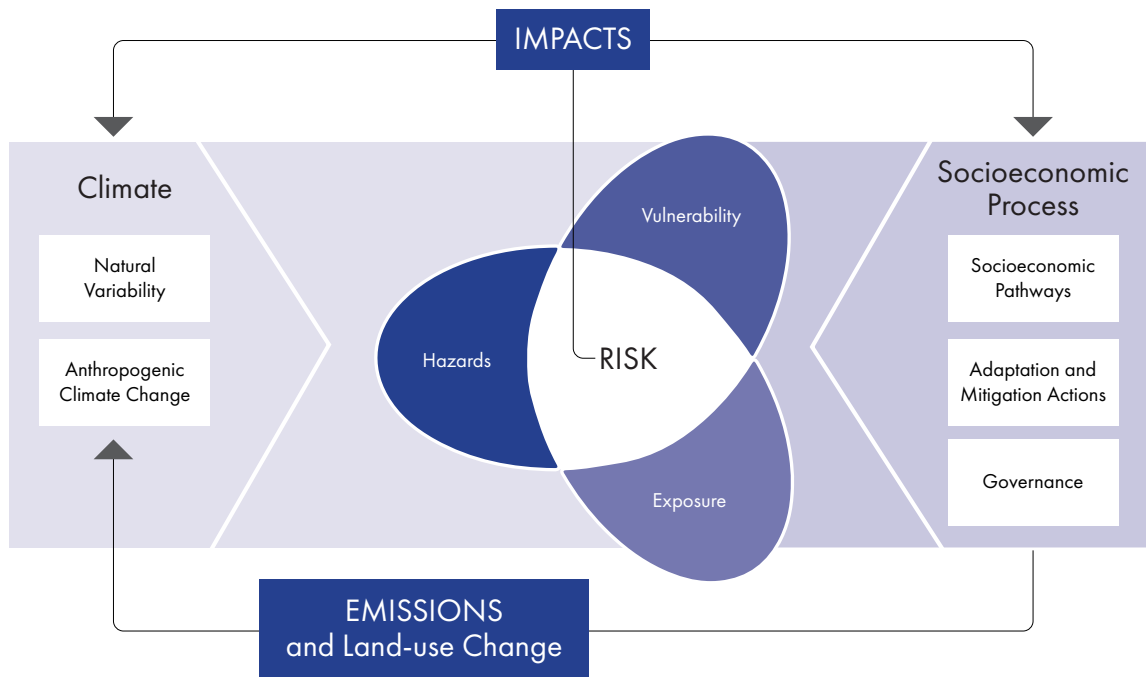 IMPACTS
Climate
Natural
Variability
Anthropogenic
Climate Change
Vulnerability
Hazards
RISK
Exposure
Socioeconomic
Process
Socioeconomic
Pathways
Adaptation and
Mitigation Actions
Governance
EMISSIONS
and Land-use Change